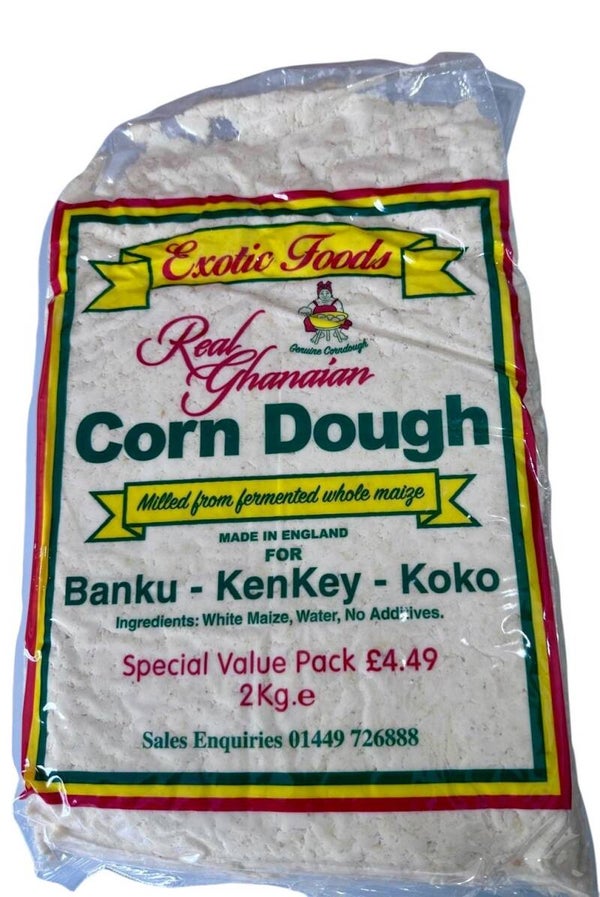 Exotic Foods
Genuine Corndough
Real
Ghanaian
Corn Dough
Milled from fermented whole maize
MADE IN ENGLAND
FOR
Banku - KenKey - Koko
Ingredients: White Maize, Water, No Additives.
Special Value Pack £4.49
2Kg.e
Sales Enquiries 01449 726888